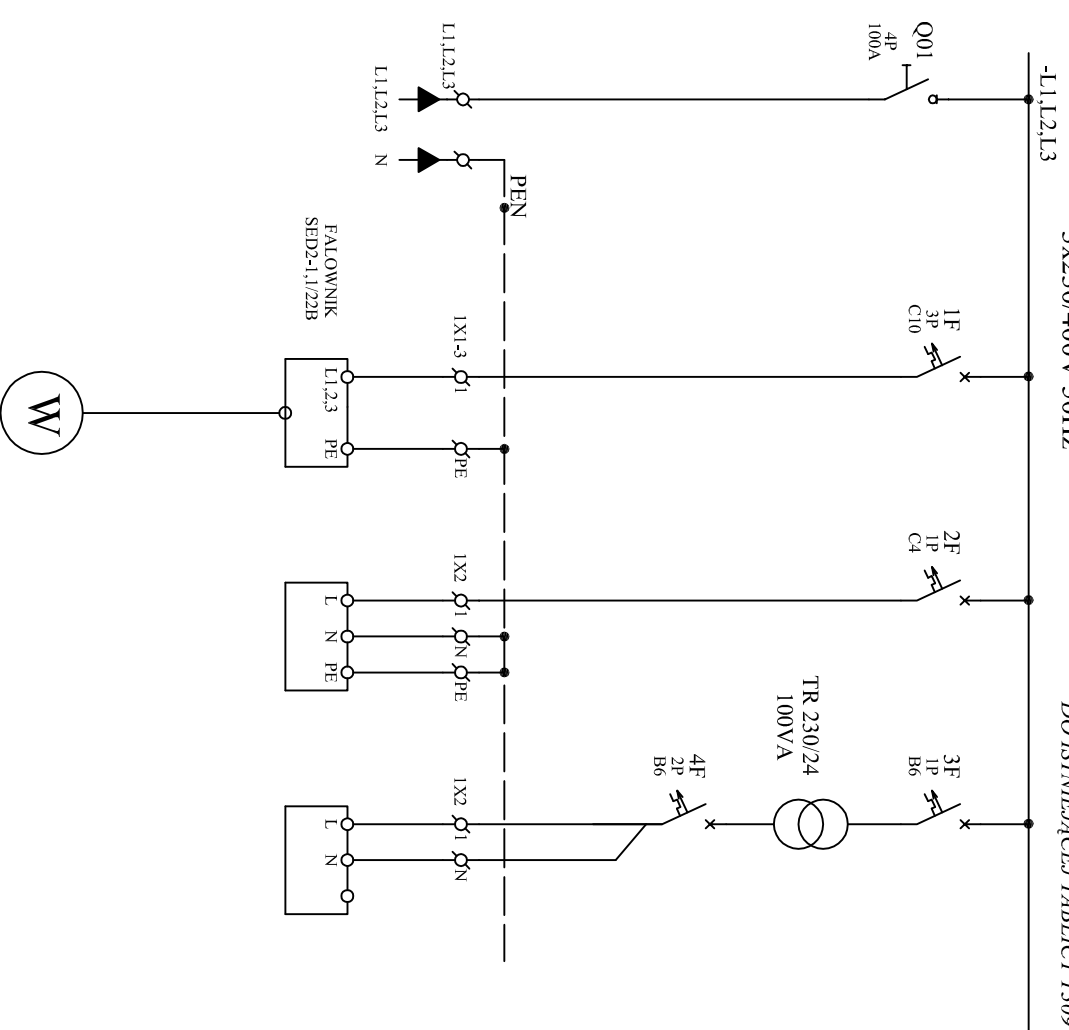 3X230/400V 50Hz
DO ISTNIEJĄCEJ TABLICY
-L1,L2,L3
Q01
4P
100A
1F
3P
C10
2F
1P
C4
3F
1P
B6
TR 230/24
100VA
4F
2P
B6
PEN
L1,L2,L3
L1,L2,L3
N
1X1-3
1
PE
1X2
1
N
PE
1X2
1
N
FALOWNIK
SED2-1,1/22B
L1,2,3
PE
L
N
PE
L
N
W